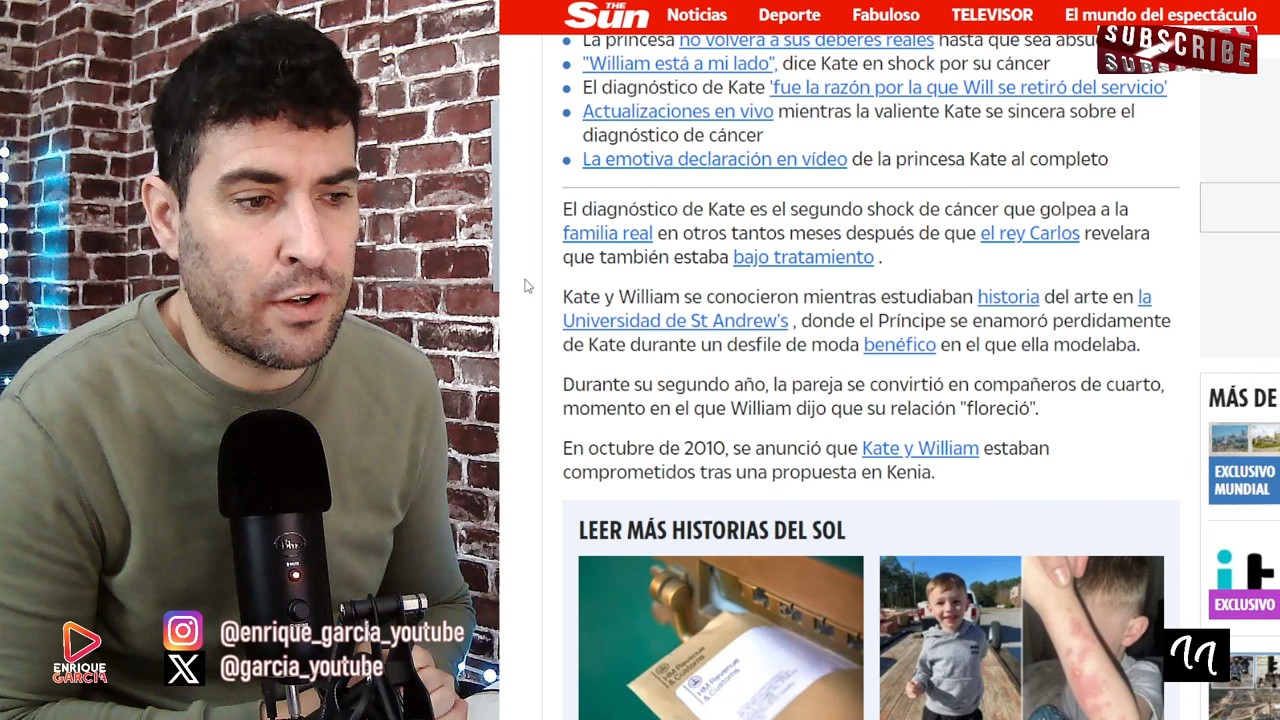 THE Sun
Noticias Deporte Fabuloso TELEVISOR El mundo del espectáculo
SUBSCRIBE
La princesa no volverá a sus deberes reales hasta que sea
"William está a mi lado", dice Kate en shock por su cáncer
El diagnóstico de Kate 'fue la razón por la que Will se retiró del servicio'
Actualizaciones en vivo mientras la valiente Kate se sincera sobre el
diagnóstico de cáncer
La emotiva declaración en vídeo de la princesa Kate al completo
El diagnóstico de Kate es el segundo shock de cáncer que golpea a la
familia real en otros tantos meses después de que el rey Carlos revelara
que también estaba bajo tratamiento .
Kate y William se conocieron mientras estudiaban historia del arte en la
Universidad de St Andrew's , donde el Príncipe se enamoró perdidamente
de Kate durante un desfile de moda benéfico en el que ella modelaba.
Durante su segundo año, la pareja se convirtió en compañeros de cuarto,
momento en el que William dijo que su relación "floreció".
En octubre de 2010, se anunció que Kate y William estaban
comprometidos tras una propuesta en Kenia.
LEER MÁS HISTORIAS DEL SOL
HM Revenue
& Customs
HM Revenue
& Customs
MÁS DE
EXCLUSIVO
MUNDIAL
EXCLUSIVO
ENRIQUE
GARCIA
@enrique_garcia_youtube
@garcia_youtube